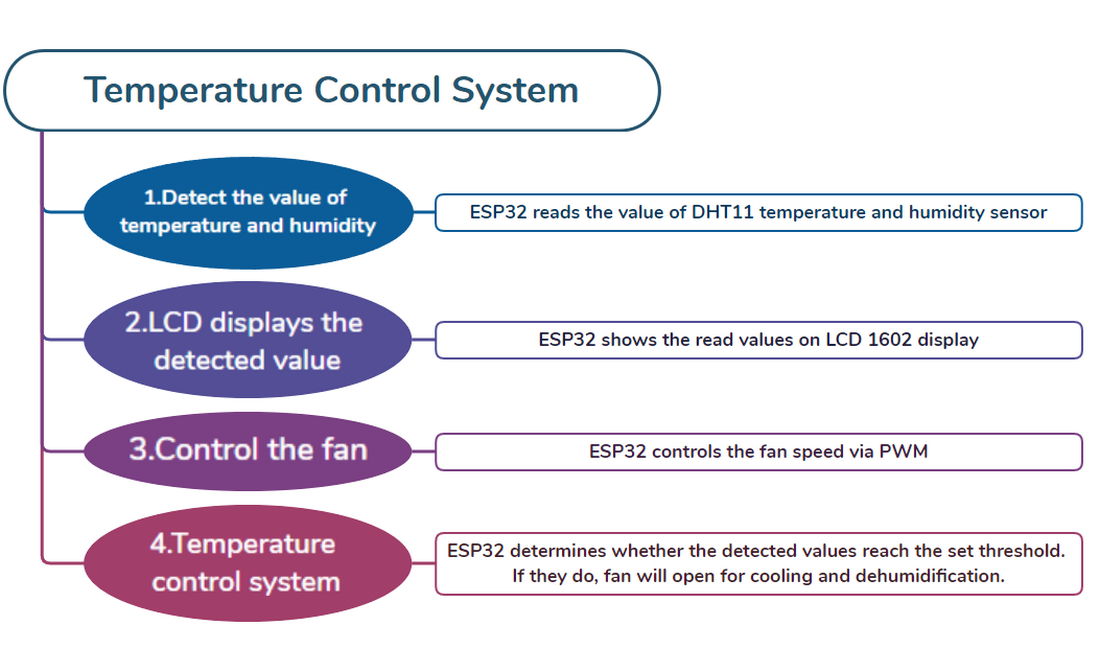 Temperature Control System
1.Detect the value of
temperature and humidity
ESP32 reads the value of DHT11 temperature and humidity sensor
2.LCD displays the
detected value
ESP32 shows the read values on LCD 1602 display
3.Control the fan
ESP32 controls the fan speed via PWM
4.Temperature
control system
ESP32 determines whether the detected values reach the set threshold.
If they do, fan will open for cooling and dehumidification.